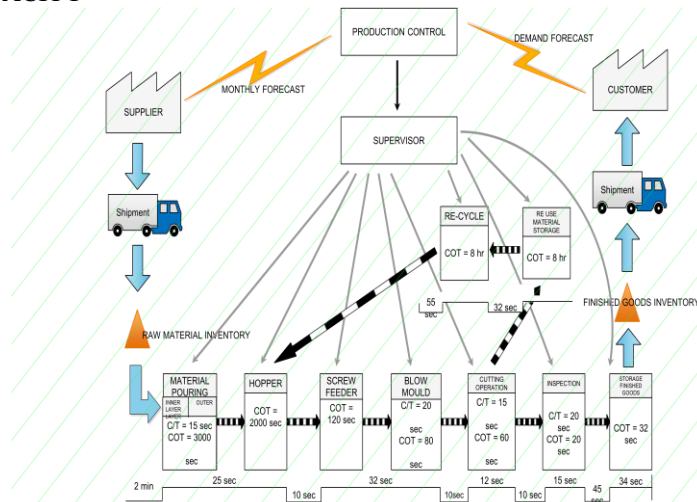 PRODUCTION CONTROL
DEMAND FORECAST
MONTHLY FORECAST
SUPPLIER
CUSTOMER
SUPERVISOR
Shipment
Shipment
RE-CYCLE
COT = 8 hr
RE USE
MATERIAL
STORAGE
COT = 8 hr
55
sec
32 sec
FINISHED GOODS INVENTORY
RAW MATERIAL INVENTORY
MATERIAL
POURING
INNER
LAYER
LAYER
OUTER
C/T = 15 sec
COT = 3000
sec
HOPPER
COT =
2000 sec
SCREW
FEEDER
COT =
120 sec
BLOW
MOULD
C/T = 20
sec
COT = 80
sec
CUTTING
OPERATION
C/T = 15
sec
COT = 60
sec
INSPECTION
C/T = 20
sec
COT = 20
sec
STORAGE
FINISHED
GOODS
COT = 32
sec
2 min
25 sec
10 sec
32 sec
10sec
12 sec
10 sec
15 sec
45
sec
34 sec